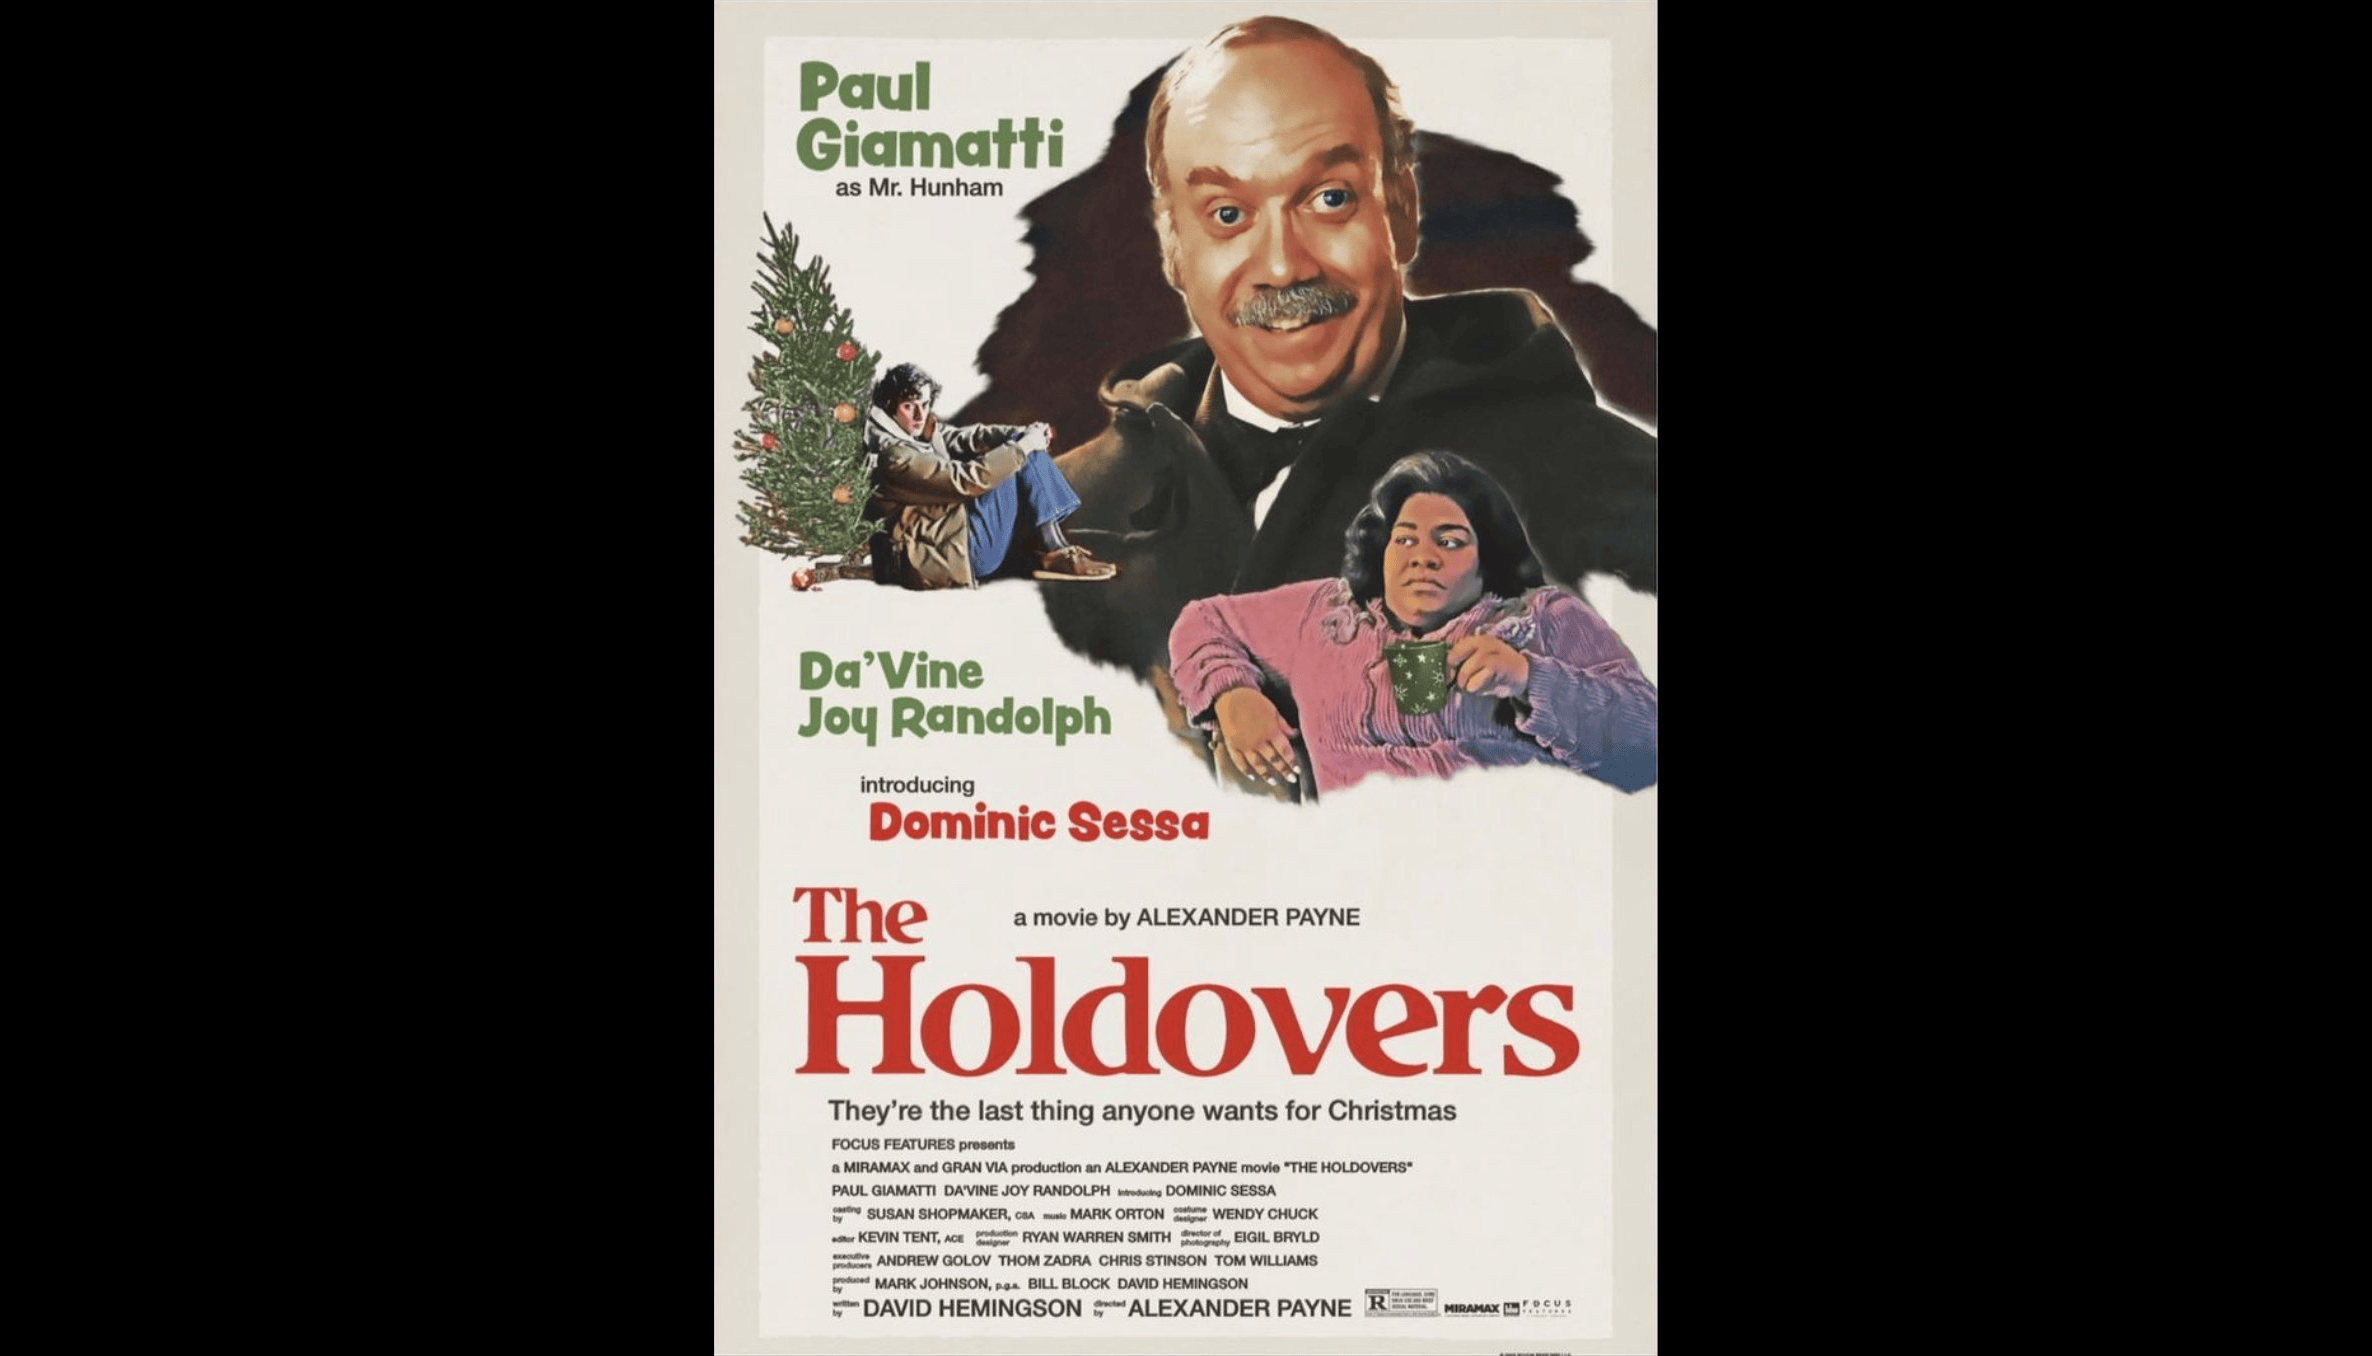 Paul
Giamatti
as Mr. Hunham
Da'Vine
Joy Randolph
introducing
Dominic Sessa
The
a movie by ALEXANDER PAYNE
Holdovers
They're the last thing anyone wants for Christmas
FOCUS FEATURES presents
a MIRAMAX and GRAN VIA production an ALEXANDER PAYNE movie "THE HOLDOVERS"
PAUL GIAMATTI DA'VINE JOY RANDOLPH introducing DOMINIC SESSA
casting by SUSAN SHOPMAKER, CSA music MARK ORTON costume designer WENDY CHUCK
editor KEVIN TENT, ACE production designer RYAN WARREN SMITH director of photography EIGIL BRYLD
executive producers ANDREW GOLOV THOM ZADRA CHRIS STINSON TOM WILLIAMS
produced by MARK JOHNSON, p.g.a. BILL BLOCK DAVID HEMINGSON
written by DAVID HEMINGSON directed by ALEXANDER PAYNE R MIRAMAX FOCUS FEATURES